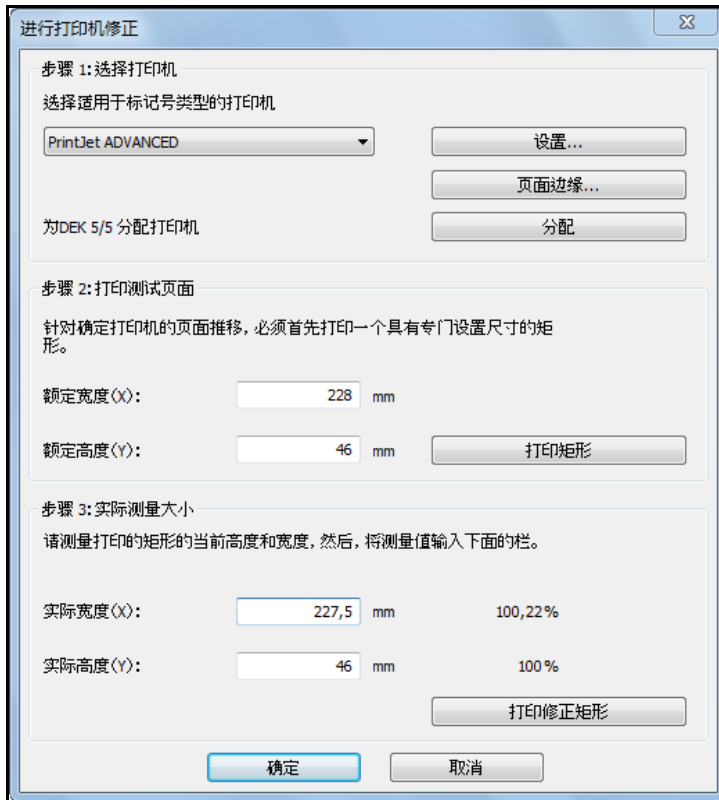 进行打印机修正
步骤 1:选择打印机
选择适用于标记号类型的打印机
PrintJet ADVANCED
设置...
页面边缘...
为DEK 5/5 分配打印机
分配
步骤 2:打印测试页面
针对确定打印机的页面推移,必须首先打印一个具有专门设置尺寸的矩
形。
额定宽度(X):
228 mm
额定高度(Y):
46 mm
打印矩形
步骤 3:实际测量大小
请测量打印的矩形的当前高度和宽度,然后,将测量值输入下面的栏。
实际宽度(X):
227,5 mm
100,22%
实际高度(Y):
46 mm
100%
打印修正矩形
确定
取消